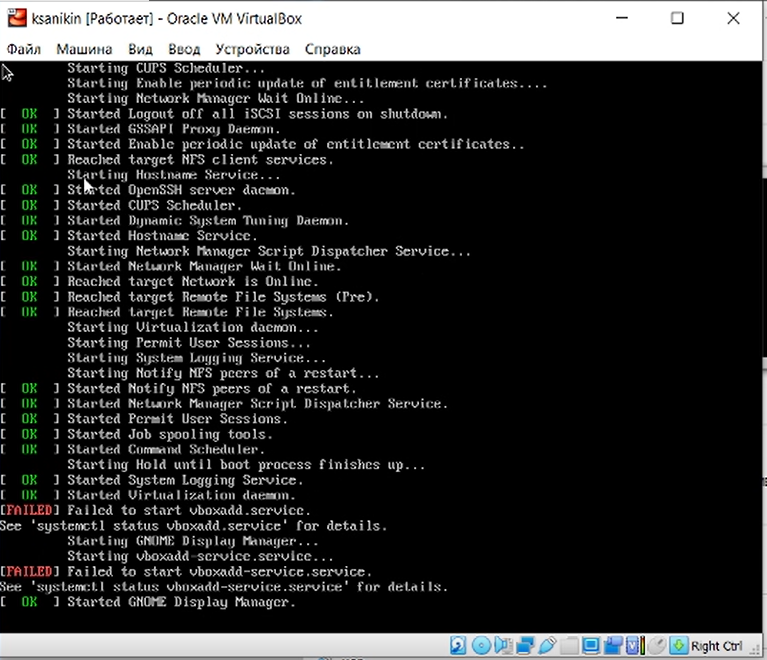 ksanikin [Работает] - Oracle VM VirtualBox
Файл Машина Вид Ввод Устройства Справка
Starting CUPS Scheduler...
Starting Enable periodic update of entitlement certificates....
Starting Network Manager Wait Online...
[ OK ] Started Logout off all iSCSI sessions on shutdown.
[ OK ] Started GSSAPI Proxy Daemon.
[ OK ] Started Enable periodic update of entitlement certificates..
[ OK ] Reached target NFS client services.
Starting Hostname Service...
[ OK ] Started OpenSSH server daemon.
[ OK ] Started CUPS Scheduler.
[ OK ] Started Dynamic System Tuning Daemon.
[ OK ] Started Hostname Service.
Starting Network Manager Script Dispatcher Service...
[ OK ] Started Network Manager Wait Online.
[ OK ] Reached target Network is Online.
[ OK ] Reached target Remote File Systems (Pre).
[ OK ] Reached target Remote File Systems.
Starting Virtualization daemon...
Starting Permit User Sessions...
Starting System Logging Service...
Starting Notify NFS peers of a restart...
[ OK ] Started Notify NFS peers of a restart.
[ OK ] Started Network Manager Script Dispatcher Service.
[ OK ] Started Permit User Sessions.
[ OK ] Started Job spooling tools.
[ OK ] Started Command Scheduler.
Starting Hold until boot process finishes up...
[ OK ] Started System Logging Service.
[ OK ] Started Virtualization daemon.
[FAILED] Failed to start vboxadd.service.
See 'systemctl status vboxadd.service' for details.
Starting GNOME Display Manager...
Starting vboxadd-service.service...
[FAILED] Failed to start vboxadd-service.service.
See 'systemctl status vboxadd-service.service' for details.
[ OK ] Started GNOME Display Manager.
Right Ctrl